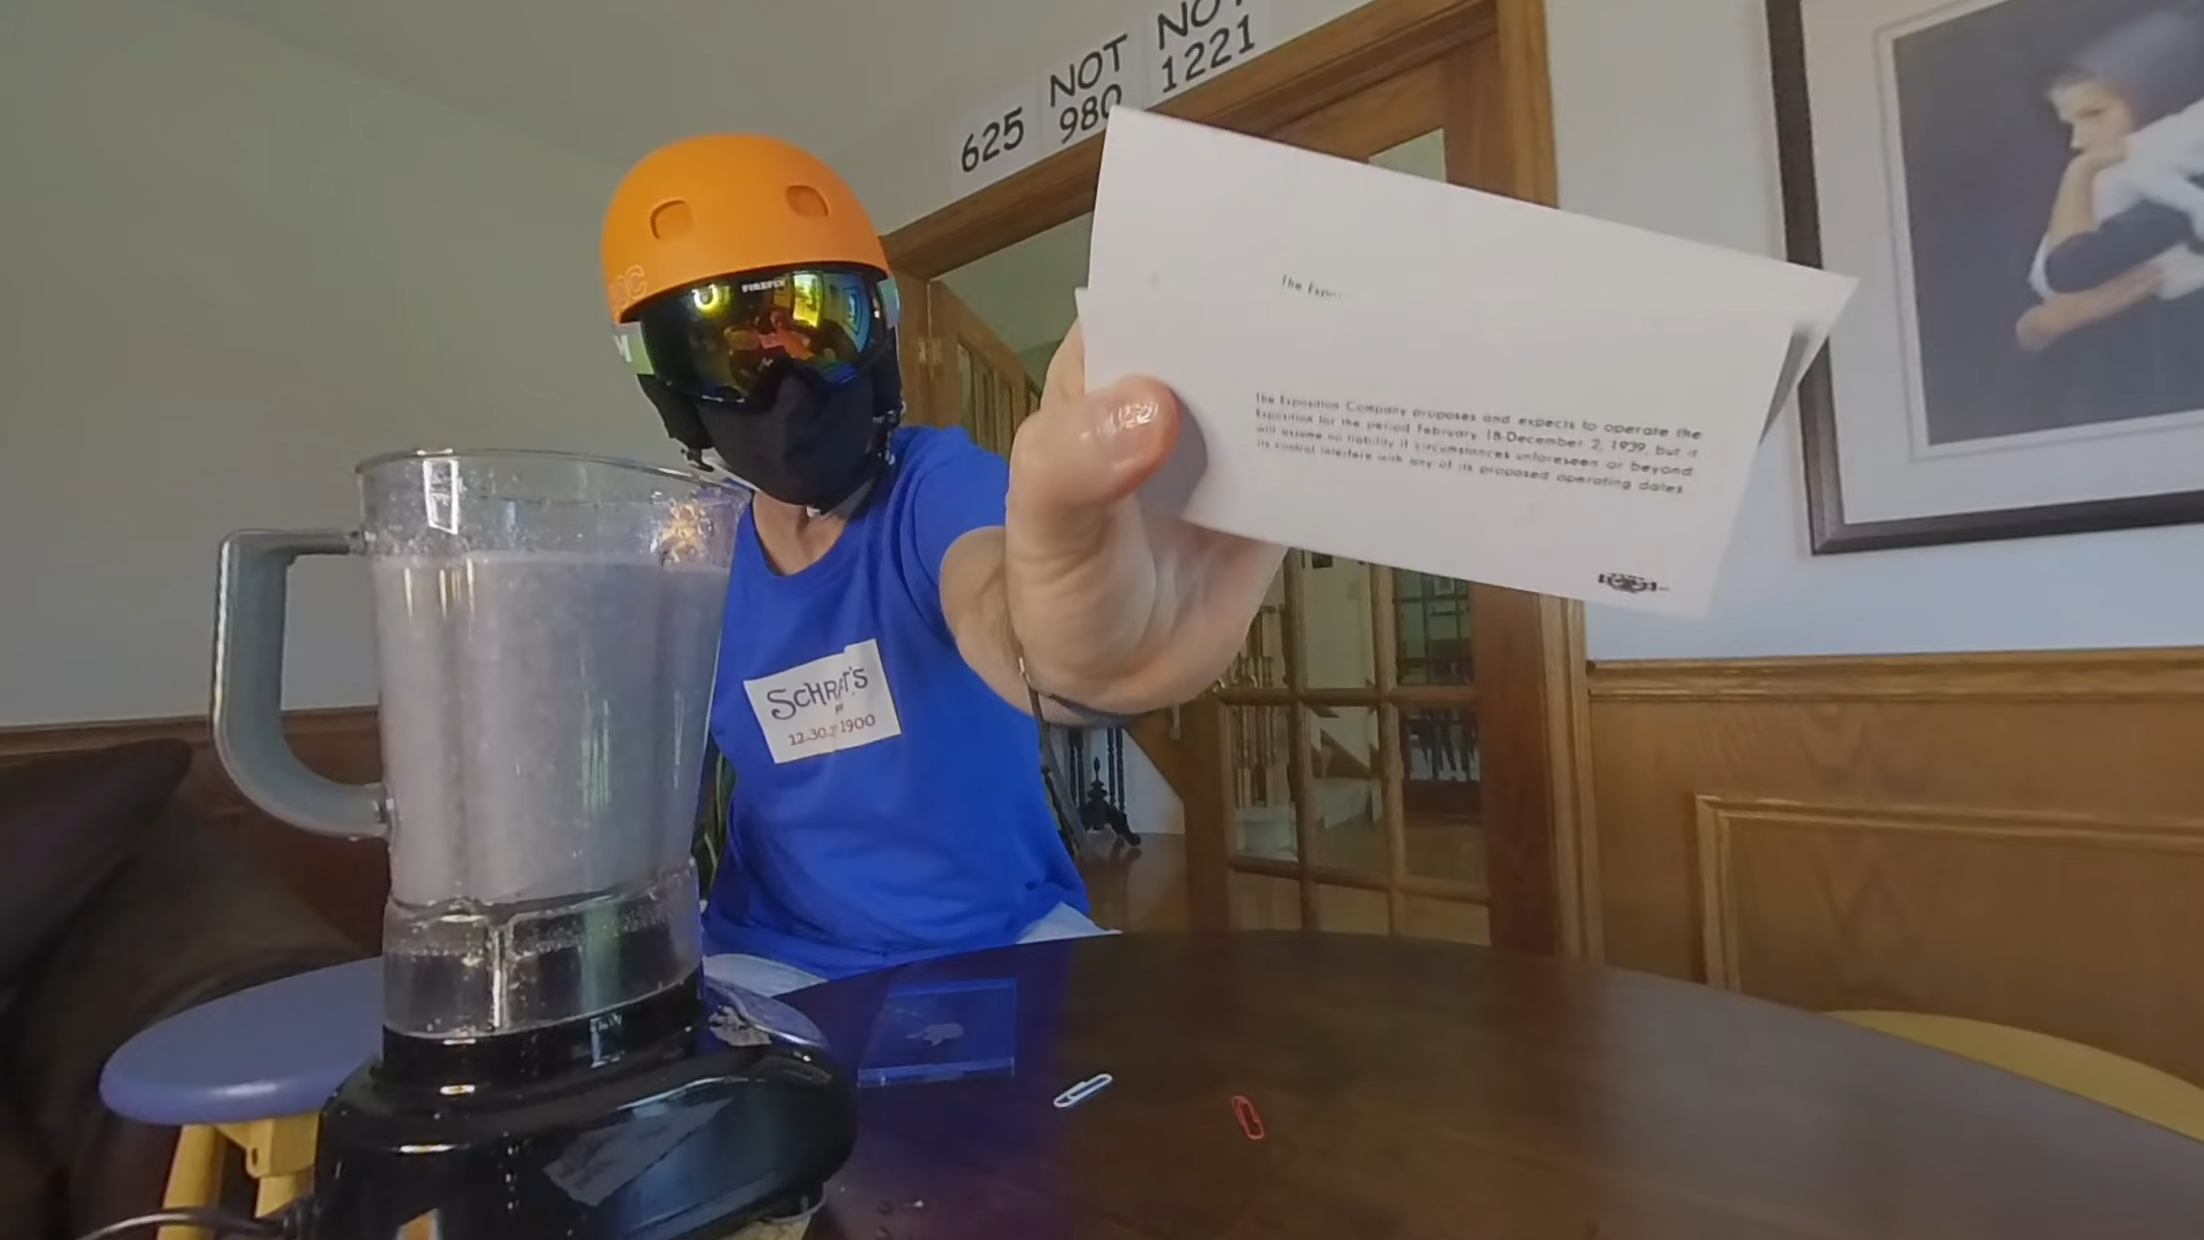 625
NOT
980
NOT
1221
FIREFLY
The Expo
The Exposition Company proposes and expects to operate the
Exposition for the period February 18-December 2, 1939, but it
will assume no liability if circumstances unforeseen or beyond
its control interfere with any of its proposed operating dates
12.30. 1900